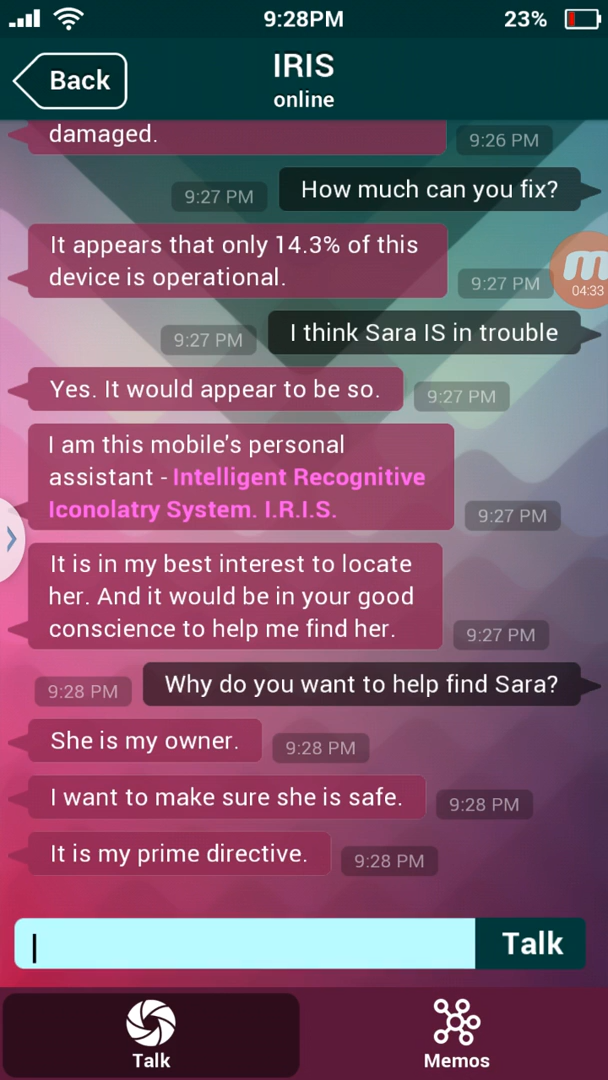 9:28PM
23%
Back
IRIS
online
damaged.
9:26 PM
How much can you fix?
9:27 PM
It appears that only 14.3% of this
device is operational.
9:27 PM
04:33
I think Sara IS in trouble
9:27 PM
Yes. It would appear to be so.
9:27 PM
I am this mobile's personal
assistant - Intelligent Recognitive
Iconolatry System. I.R.I.S.
9:27 PM
It is in my best interest to locate
her. And it would be in your good
conscience to help me find her.
9:27 PM
Why do you want to help find Sara?
9:28 PM
She is my owner.
9:28 PM
I want to make sure she is safe.
9:28 PM
It is my prime directive.
9:28 PM
Talk
Talk
Memos